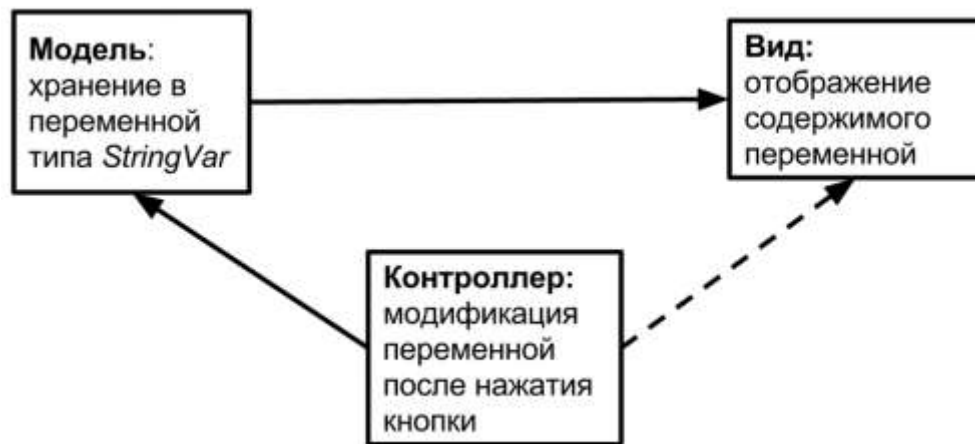 Модель:
хранение в
переменной
типа StringVar
Вид:
отображение
содержимого
переменной
Контроллер:
модификация
переменной
после нажатия
кнопки